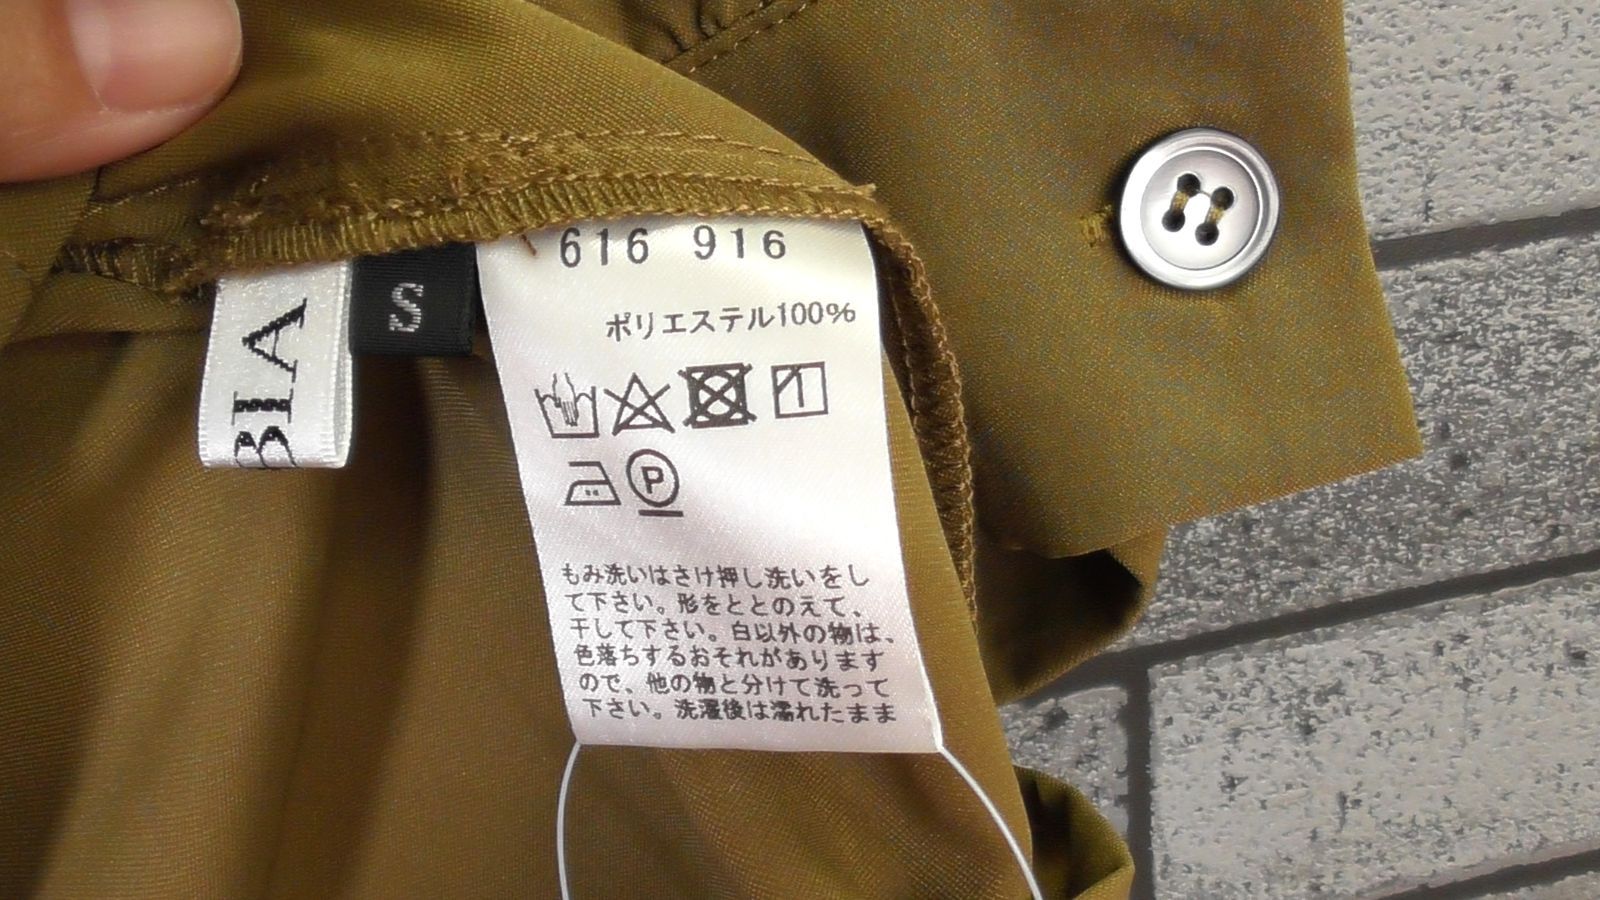 BIA
S
616 916
ポリエステル100%
P
もみ洗いはさけ押し洗いをし
て下さい。形をととのえて、
干して下さい。白以外の物は、
色落ちするおそれがあります
ので、他の物と分けて洗って
下さい。洗濯後は濡れたまま